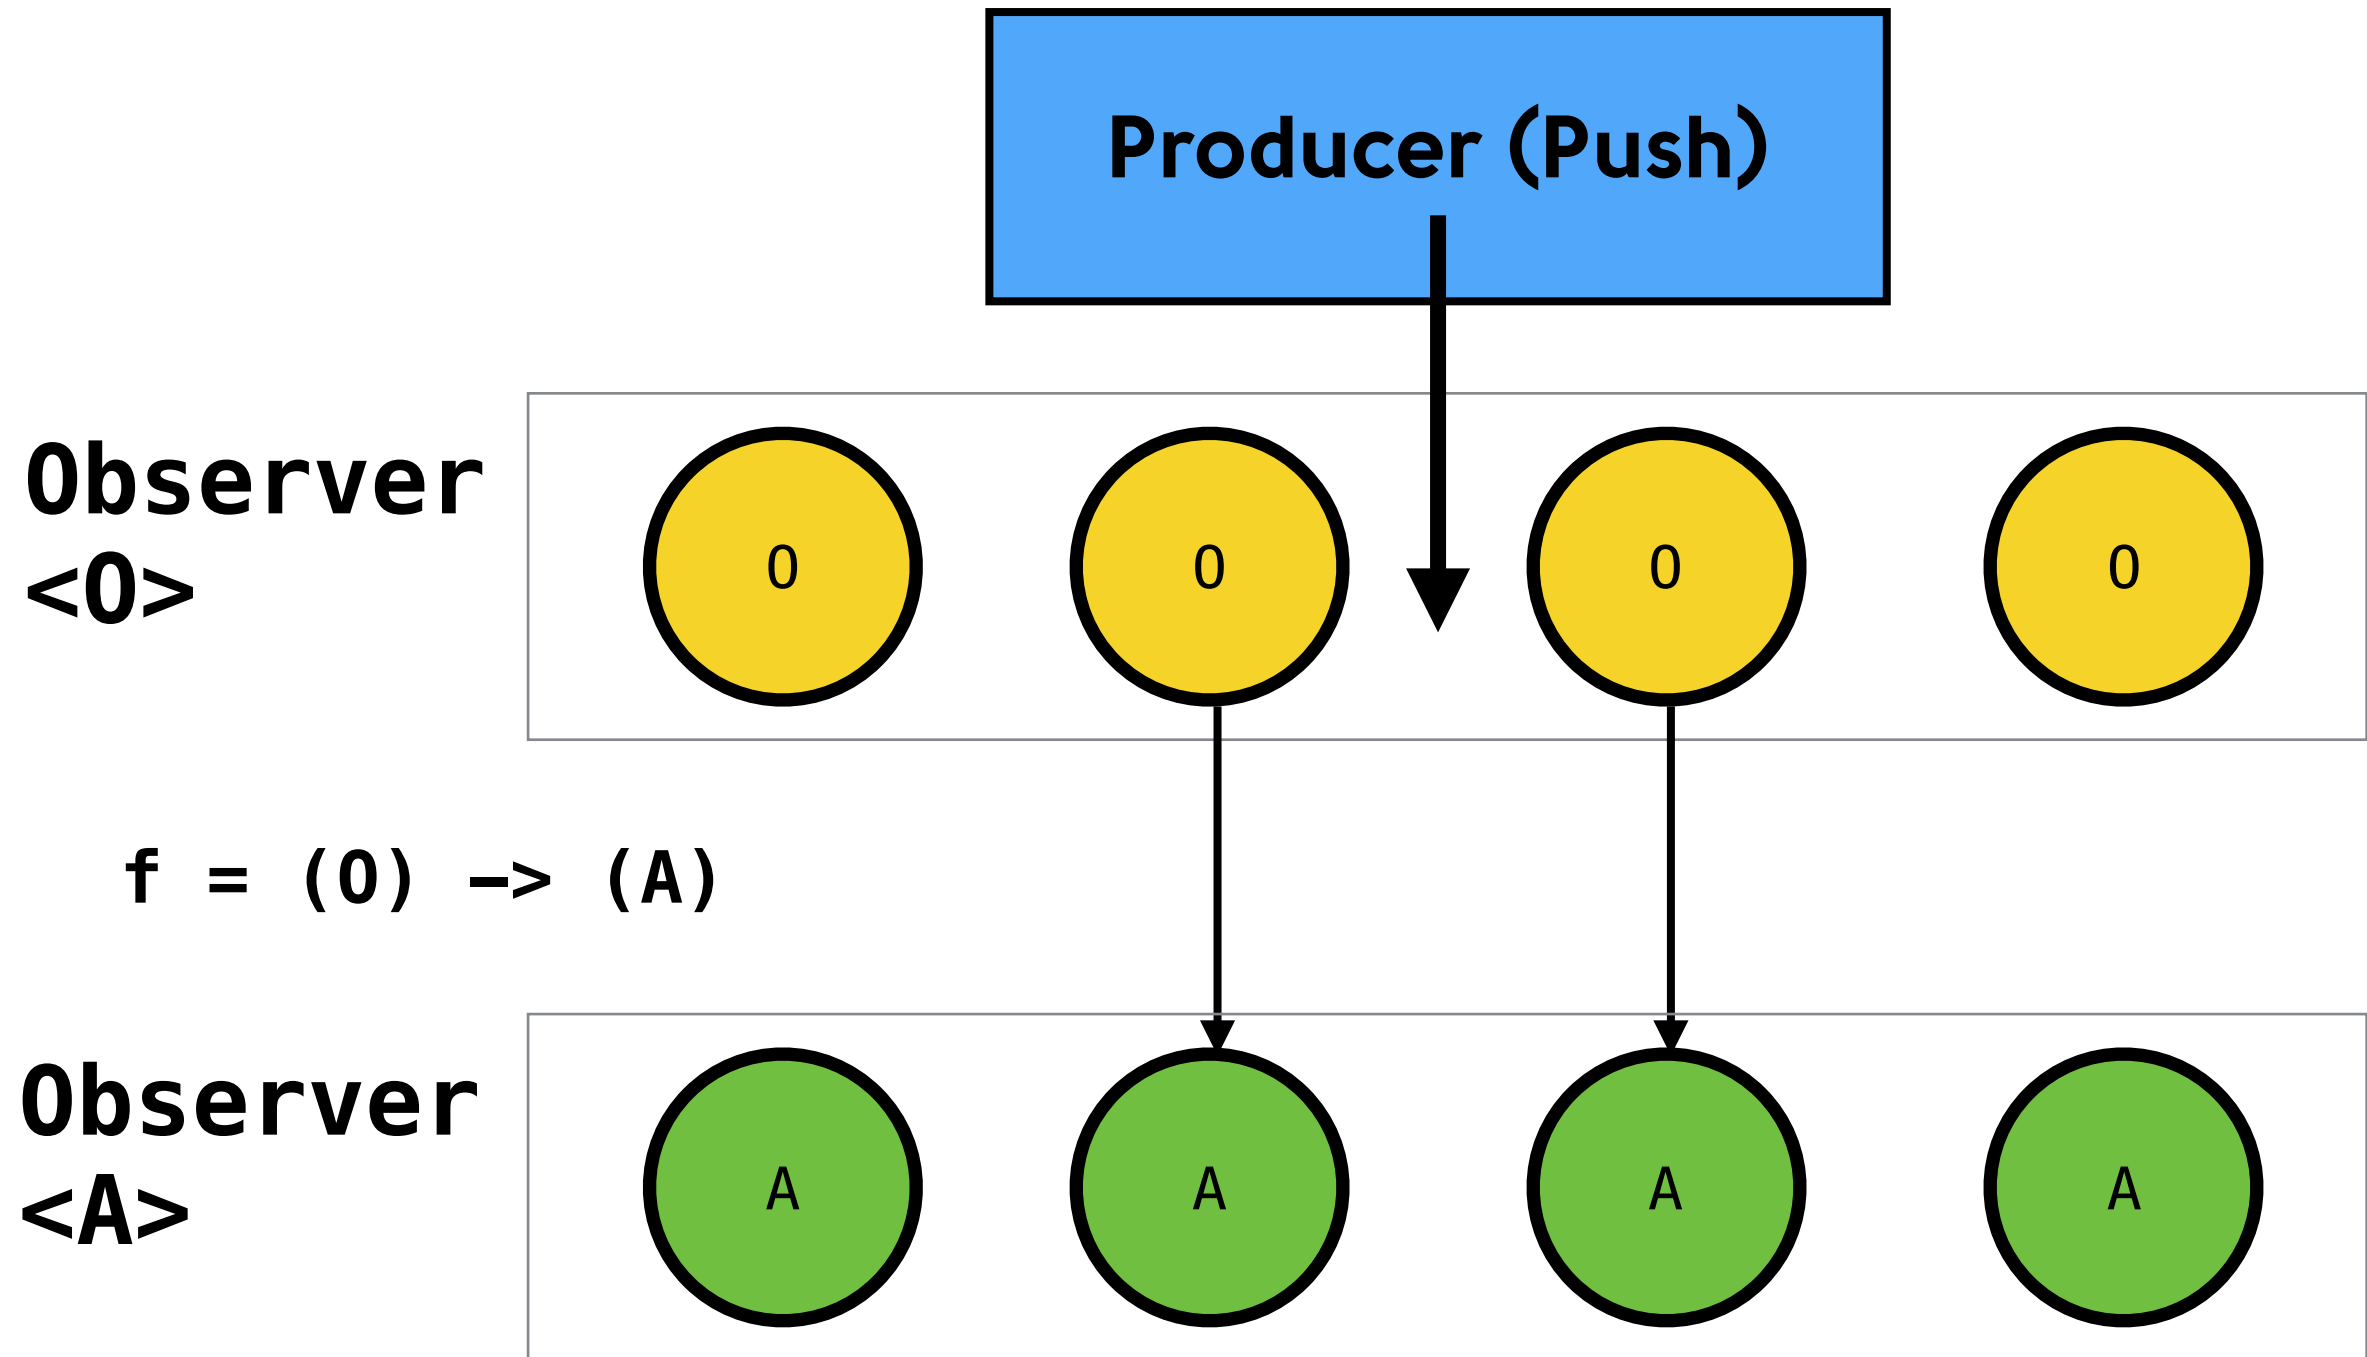 Producer (Push)
Observer
<O>
O O O O
f = (O) —> (A)
Observer
<A>
A A A A